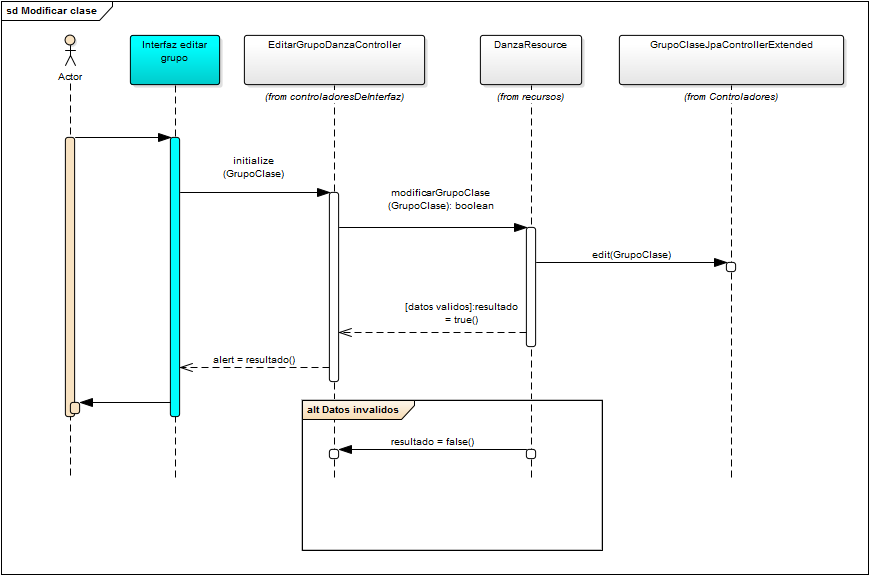 sd Modificar clase
Actor
Interfaz editar
grupo
EditarGrupoDanzaController
DanzaResource
GrupoClaseJpaControllerExtended
(from controladoresDeInterfaz)
(from recursos)
(from Controladores)
initialize
(GrupoClase)
modificarGrupoClase
(GrupoClase): boolean
edit(GrupoClase)
[datos validos]:resultado
= true()
alert = resultado()
alt Datos invalidos
resultado = false()